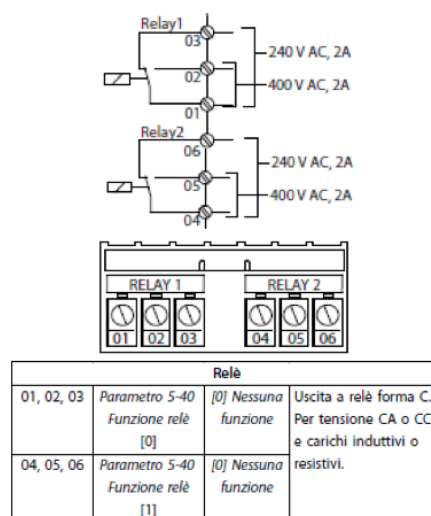 Relay1
03
240 V AC, 2A
02
400 V AC, 2A
01
Relay2
06
240 V AC, 2A
05
400 V AC, 2A
04
RELAY 1 RELAY 2
01 02 03 04 05 06
Relè
01, 02, 03 Parametro 5-40 [0] Nessuna Uscita a relè forma C.
Funzione relè funzione Per tensione CA o CC
[0] e carichi induttivi o
04, 05, 06 Parametro 5-40 [0] Nessuna resistivi.
Funzione relè funzione
[1]